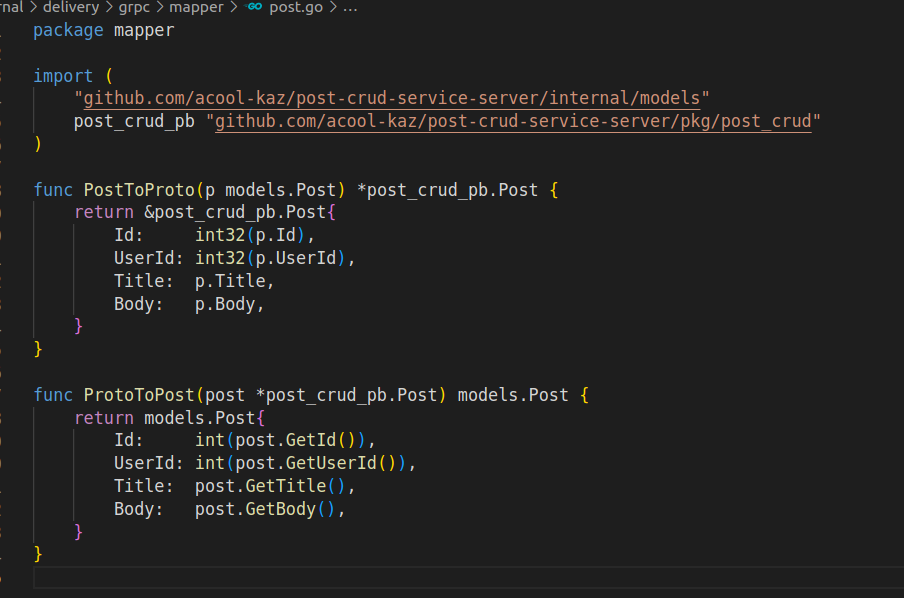 nal > delivery > grpc > mapper > GO post.go > ...
package mapper
import (
    "github.com/acool-kaz/post-crud-service-server/internal/models"
    post_crud_pb "github.com/acool-kaz/post-crud-service-server/pkg/post_crud"
)
func PostToProto(p models.Post) *post_crud_pb.Post {
    return &post_crud_pb.Post{
        Id:     int32(p.Id),
        UserId: int32(p.UserId),
        Title:  p.Title,
        Body:   p.Body,
    }
}
func ProtoToPost(post *post_crud_pb.Post) models.Post {
    return models.Post{
        Id:     int(post.GetId()),
        UserId: int(post.GetUserId()),
        Title:  post.GetTitle(),
        Body:   post.GetBody(),
    }
}